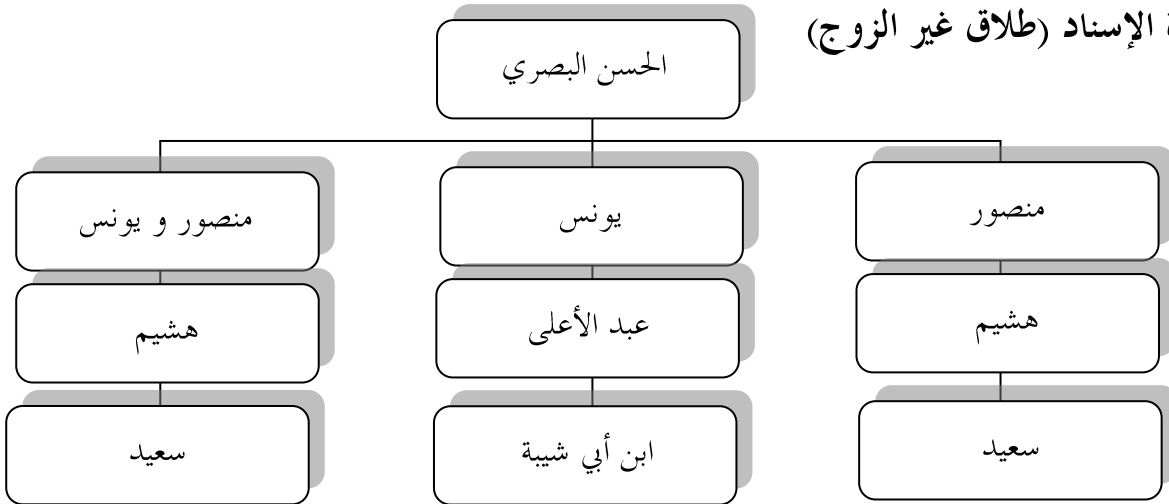 الإسناد (طلاق غير الزوج)
الحسن البصري
منصور
يونس
منصور و يونس
هشيم
عبد الأعلى
هشيم
سعيد
ابن أبي شيبة
سعيد